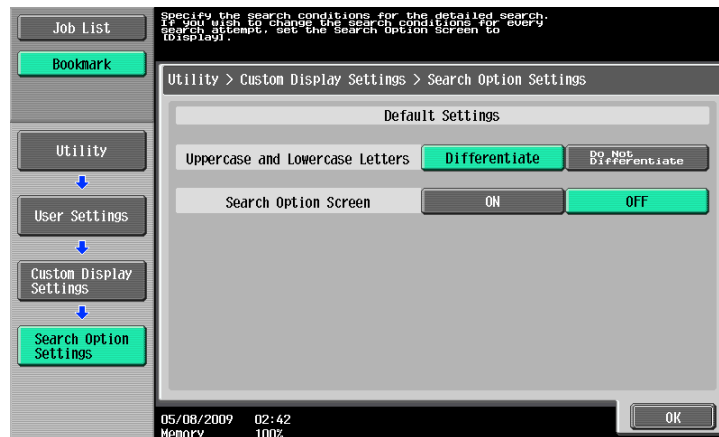 Specify the search conditions for the detailed search.
If you wish to change the search conditions for every
search attempt, set the Search Option Screen to
[Display].
Job List
Bookmark
Utility > Custom Display Settings > Search Option Settings
Default Settings
Uppercase and Lowercase Letters
Differentiate
Do Not
Differentiate
Search Option Screen
ON
OFF
Utility
User Settings
Custom Display
Settings
Search Option
Settings
05/08/2009 02:42
Memory 100%
OK